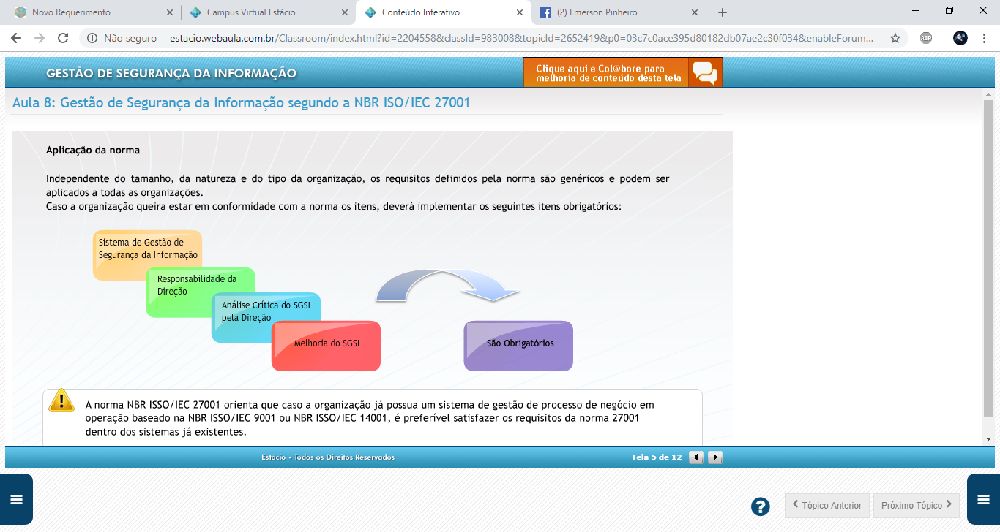 Novo Requerimento
Campus Virtual Estácio
Conteúdo Interativo
(2) Emerson Pinheiro
Não seguro
estacio.webaula.com.br/Classroom/index.html?id=2204558&classId=983008&topicId=2652419&p0=03c7c0ace395d80182db07ae2c30f034&enableForum...
ABP
GESTÃO DE SEGURANÇA DA INFORMAÇÃO
Clique aqui e Col@bore para
melhoria de conteúdo desta tela
Aula 8: Gestão de Segurança da Informação segundo a NBR ISO/IEC 27001
Aplicação da norma
Independente do tamanho, da natureza e do tipo da organização, os requisitos definidos pela norma são genéricos e podem ser
aplicados a todas as organizações.
Caso a organização queira estar em conformidade com a norma os itens, deverá implementar os seguintes itens obrigatórios:
Sistema de Gestão de
Segurança da Informação
Responsabilidade da
Direção
Análise Crítica do SGSI
pela Direção
Melhoria do SGSI
São Obrigatórios
A norma NBR ISSO/IEC 27001 orienta que caso a organização já possua um sistema de gestão de processo de negócio em
operação baseado na NBR ISSO/IEC 9001 ou NBR ISSO/IEC 14001, é preferível satisfazer os requisitos da norma 27001
dentro dos sistemas já existentes.
Estácio - Todos os Direitos Reservados
Tela 5 de 12
Tópico Anterior
Próximo Tópico